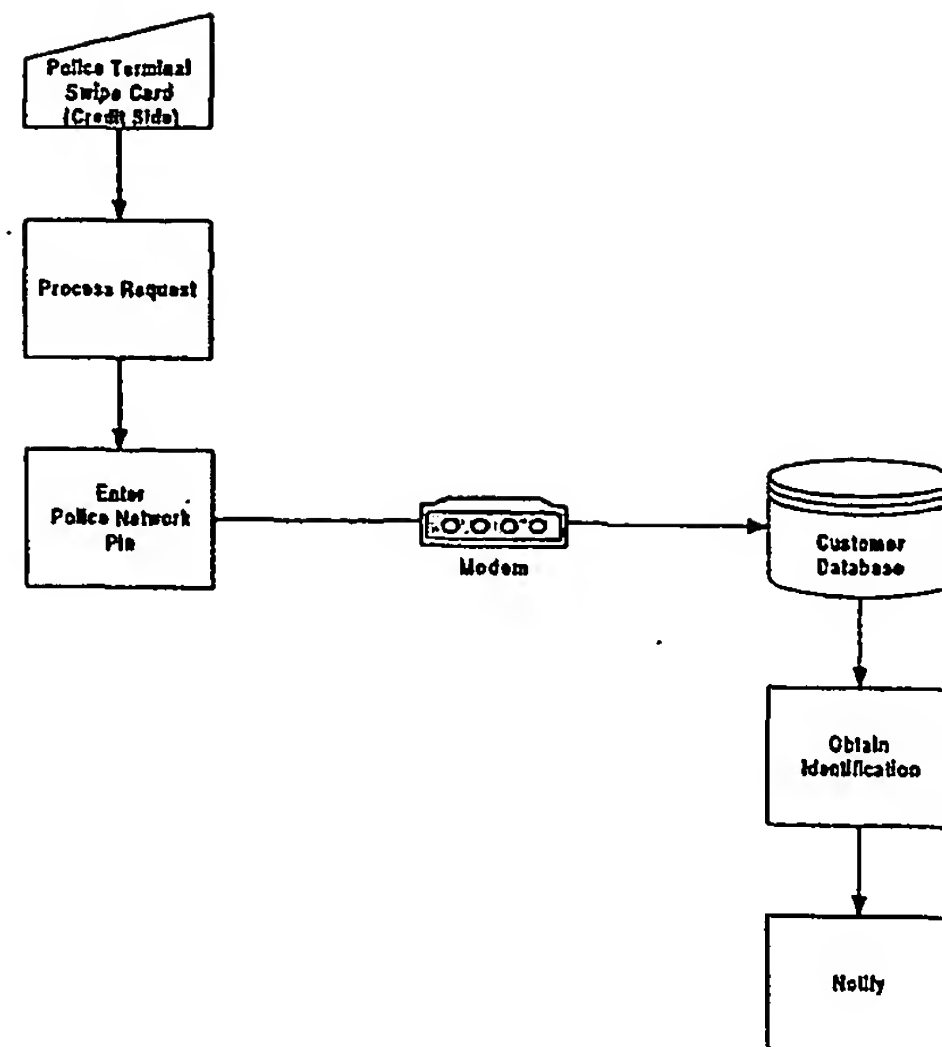 Police Terminal
Swipe Card
(Credit Side)
Process Request
Enter
Police Network
Pin
Modem
Customer
Database
Obtain
Identification
Notify